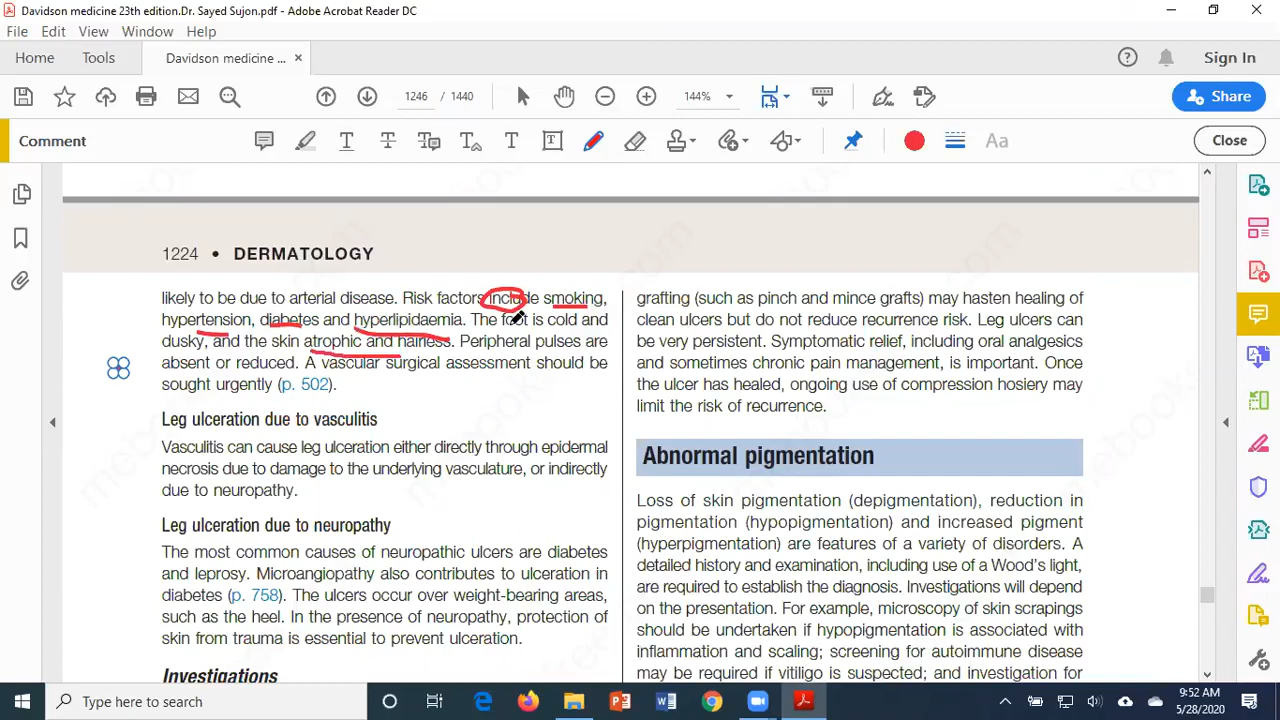 Davidson medicine 23th edition.Dr. Sayed Sujon.pdf - Adobe Acrobat Reader DC
File Edit View Window Help
Home Tools Davidson medicine ... × Sign In
1246 / 1440 144% Share
Comment Aa Close
1224 • DERMATOLOGY
likely to be due to arterial disease. Risk factors include smoking,
hypertension, diabetes and hyperlipidaemia. The foot is cold and
dusky, and the skin atrophic and hairless. Peripheral pulses are
absent or reduced. A vascular surgical assessment should be
sought urgently (p. 502).
Leg ulceration due to vasculitis
Vasculitis can cause leg ulceration either directly through epidermal
necrosis due to damage to the underlying vasculature, or indirectly
due to neuropathy.
Leg ulceration due to neuropathy
The most common causes of neuropathic ulcers are diabetes
and leprosy. Microangiopathy also contributes to ulceration in
diabetes (p. 758). The ulcers occur over weight-bearing areas,
such as the heel. In the presence of neuropathy, protection of
skin from trauma is essential to prevent ulceration.
Investigations
grafting (such as pinch and mince grafts) may hasten healing of
clean ulcers but do not reduce recurrence risk. Leg ulcers can
be very persistent. Symptomatic relief, including oral analgesics
and sometimes chronic pain management, is important. Once
the ulcer has healed, ongoing use of compression hosiery may
limit the risk of recurrence.
Abnormal pigmentation
Loss of skin pigmentation (depigmentation), reduction in
pigmentation (hypopigmentation) and increased pigment
(hyperpigmentation) are features of a variety of disorders. A
detailed history and examination, including use of a Wood's light,
are required to establish the diagnosis. Investigations will depend
on the presentation. For example, microscopy of skin scrapings
should be undertaken if hypopigmentation is associated with
inflammation and scaling; screening for autoimmune disease
may be required if vitiligo is suspected; and investigation for
Type here to search
9:52 AM
5/28/2020